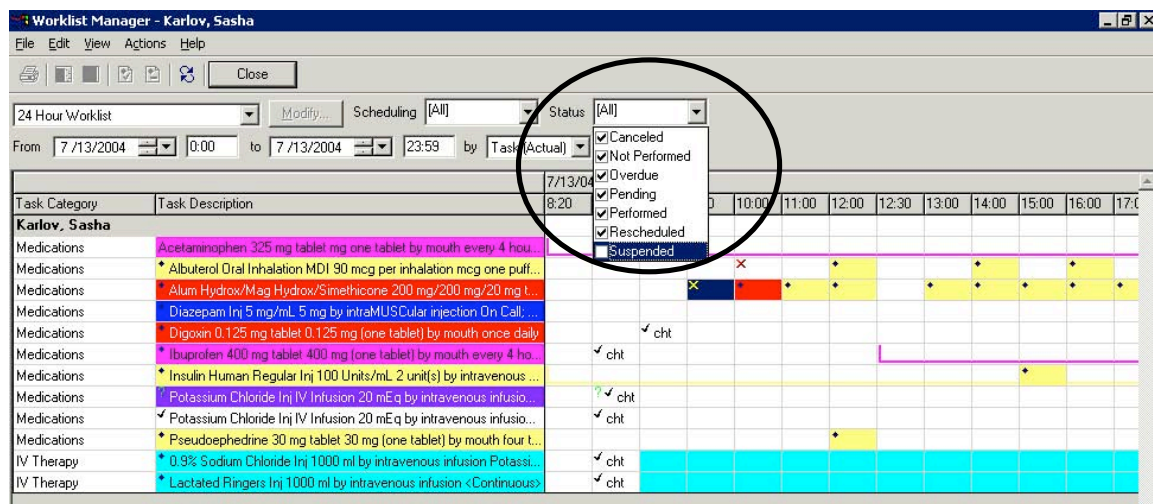 Worklist Manager - Karlov, Sasha
File Edit View Actions Help
Close
24 Hour Worklist Modify... Scheduling [All] Status [All]
From 7/13/2004 0:00 to 7/13/2004 23:59 by Task (Actual)
Canceled
Not Performed
Overdue
Pending
Performed
Rescheduled
Suspended
7/13/04
Task Category Task Description 8:20 10:00 11:00 12:00 12:30 13:00 14:00 15:00 16:00
Karlov, Sasha
Medications Acetaminophen 325 mg tablet mg one tablet by mouth every 4 hou...
Medications Albuterol Oral Inhalation MDI 90 mcg per inhalation mcg one puff...
Medications Alum Hydrox/Mag Hydrox/Simethicone 200 mg/200 mg/20 mg t...
Medications Diazepam Inj 5 mg/mL 5 mg by intraMUSCular injection On Call; ...
Medications Digoxin 0.125 mg tablet 0.125 mg (one tablet) by mouth once daily cht
Medications Ibuprofen 400 mg tablet 400 mg (one tablet) by mouth every 4 ho... cht
Medications Insulin Human Regular Inj 100 Units/mL 2 unit(s) by intravenous ...
Medications ? Potassium Chloride Inj IV Infusion 20 mEq by intravenous infusio... ? cht
Medications Potassium Chloride Inj IV Infusion 20 mEq by intravenous infusio... cht
Medications Pseudoephedrine 30 mg tablet 30 mg (one tablet) by mouth four t...
IV Therapy 0.9% Sodium Chloride Inj 1000 ml by intravenous infusion Potassi... cht
IV Therapy Lactated Ringers Inj 1000 ml by intravenous infusion <Continuous> cht